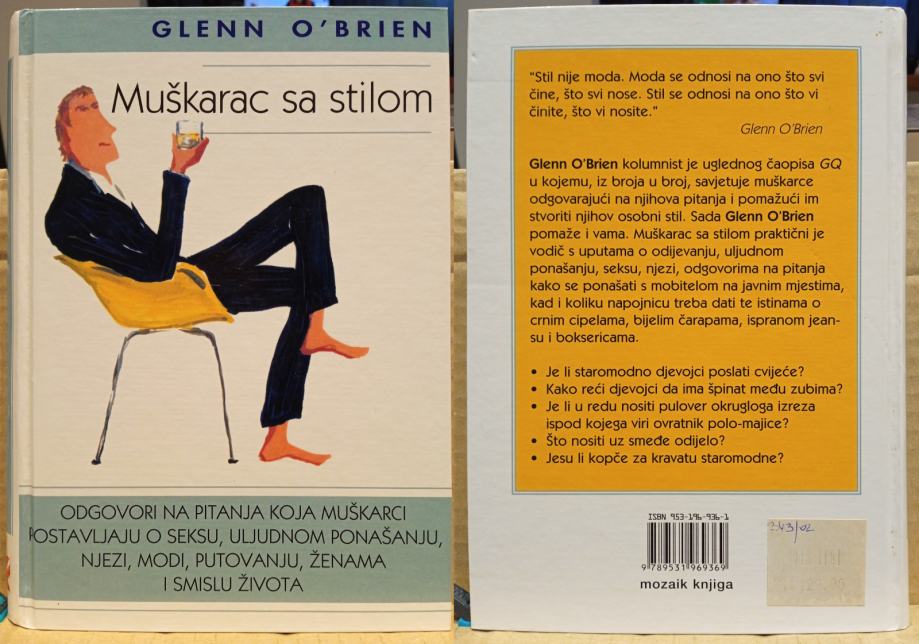 GLENN O'BRIEN
Muškarac sa stilom
ODGOVORI NA PITANJA KOJA MUŠKARCI
POSTAVLJAJU O SEKSU, ULJUDNOM PONAŠANJU,
NJEZI, MODI, PUTOVANJU, ŽENAMA
I SMISLU ŽIVOTA
"Stil nije moda. Moda se odnosi na ono što svi
čine, što svi nose. Stil se odnosi na ono što vi
činite, što vi nosite."
Glenn O'Brien
Glenn O'Brien kolumnist je uglednog čaopisa GQ
u kojemu, iz broja u broj, savjetuje muškarce
odgovarajući na njihova pitanja i pomažući im
stvoriti njihov osobni stil. Sada Glenn O'Brien
pomaže i vama. Muškarac sa stilom praktični je
vodič s uputama o odijevanju, uljudnom
ponašanju, seksu, njezi, odgovorima na pitanja
kako se ponašati s mobitelom na javnim mjestima,
kad i koliku napojnicu treba dati te istinama o
crnim cipelama, bijelim čarapama, ispranom jean-
su i boksericama.
• Je li staromodno djevojci poslati cvijeće?
• Kako reći djevojci da ima špinat među zubima?
• Je li u redu nositi pulover okrugloga izreza
ispod kojega viri ovratnik polo-majice?
• Što nositi uz smeđe odijelo?
• Jesu li kopče za kravatu staromodne?
ISBN 953-196-936-1
9 789531 969369
mozaik knjiga
343/02